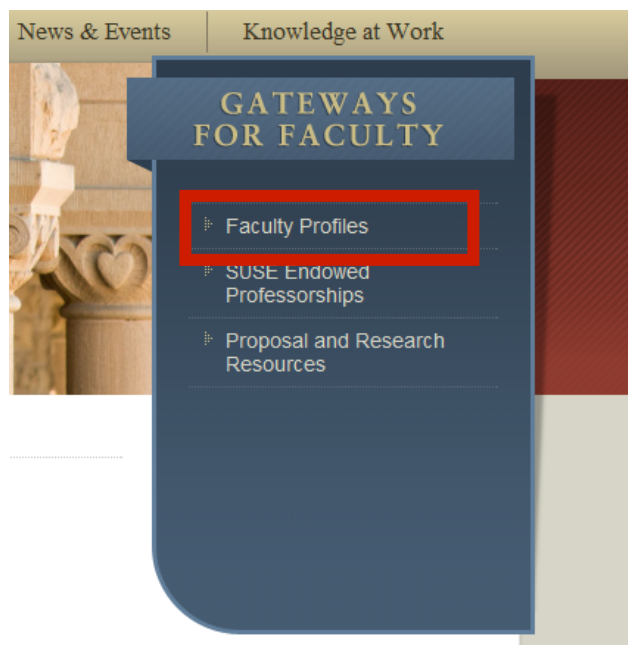 News & Events
Knowledge at Work
GATEWAYS
FOR FACULTY
Faculty Profiles
SUSE Endowed
Professorships
Proposal and Research
Resources